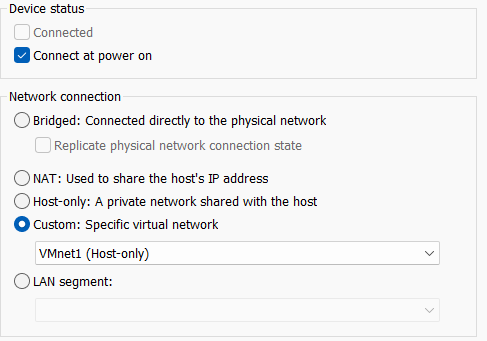 Device status
Connected
Connect at power on
Network connection
Bridged: Connected directly to the physical network
Replicate physical network connection state
NAT: Used to share the host's IP address
Host-only: A private network shared with the host
Custom: Specific virtual network
VMnet1 (Host-only)
LAN segment: